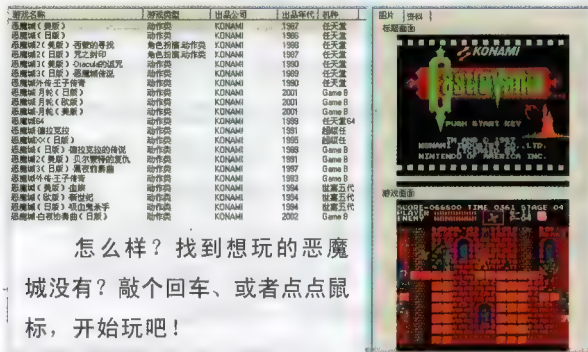 游戏名称 游戏类型 出品公司 出品年代 机种
恶魔城(美版) 动作类 KONAMI 1987 任天堂
恶魔城(日版) 动作类 KONAMI 1986 任天堂
恶魔城2(美版)西蒙的寻找 角色扮演动作类 KONAMI 1988 任天堂
恶魔城2(日版)咒之封印 角色扮演动作类 KONAMI 1987 任天堂
恶魔城3(美版)Dracula的诅咒 动作类 KONAMI 1990 任天堂
恶魔城3(日版)恶魔城传说 动作类 KONAMI 1989 任天堂
恶魔城外传·王子传奇 动作类 KONAMI 1990 任天堂
恶魔城·月轮(日版) 动作类 KONAMI 2001 Game B
恶魔城·月轮(欧版) 动作类 KONAMI 2001 Game B
恶魔城·月轮(美版) 动作类 KONAMI 2001 Game B
恶魔城64 动作类 KONAMI 1999 任天堂64
恶魔城·德拉克拉 动作类 KONAMI 1991 超级任
恶魔城XX(日版) 动作类 KONAMI 1995 超级任
恶魔城(日版)德拉克拉的传说 动作类 KONAMI 1989 Game B
恶魔城2(美版)贝尔蒙特的复仇 动作类 KONAMI 1991 Game B
恶魔城3(日版)黑夜前奏曲 动作类 KONAMI 1997 Game B
恶魔城外传·王子传奇 动作类 KONAMI 1993 Game B
恶魔城(美版)血族 动作类 KONAMI 1994 世嘉五代
恶魔城(欧版)新世纪 动作类 KONAMI 1994 世嘉五代
恶魔城(日版)吸血鬼杀手 动作类 KONAMI 1994 世嘉五代
恶魔城·白夜协奏曲(日版) 动作类 KONAMI 2002 Game B
怎么样?找到想玩的恶魔
城没有?敲个回车、或者点点鼠
标,开始玩吧!
图片 资料
标题画面
KONAMI
Castlevania
PUSH START KEY
TM AND © 1987
KONAMI INDUSTRY CO.,LTD.
NINTENDO OF AMERICA INC.
游戏画面
SCORE-066800 TIME 0361 STAGE 04
PLAYER
ENEMY